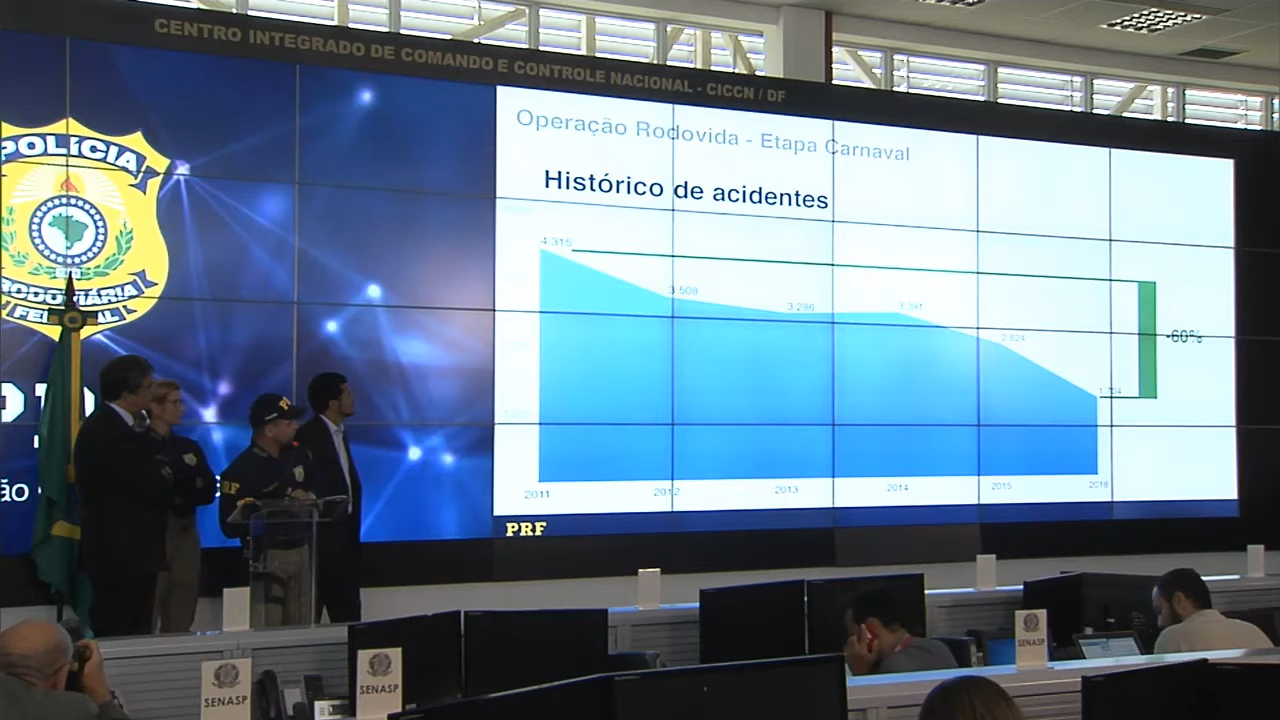 CENTRO INTEGRADO DE COMANDO E CONTROLE NACIONAL - CICCN / DF
POLÍCIA
RODOVIÁRIA
FEDERAL
Operação Rodovida - Etapa Carnaval
Histórico de acidentes
4.315
3.508
3.286
3.391
2.624
-60%
2011
2012
2013
2014
2015
2016
PRF
SENASP
SENASP
SENASP